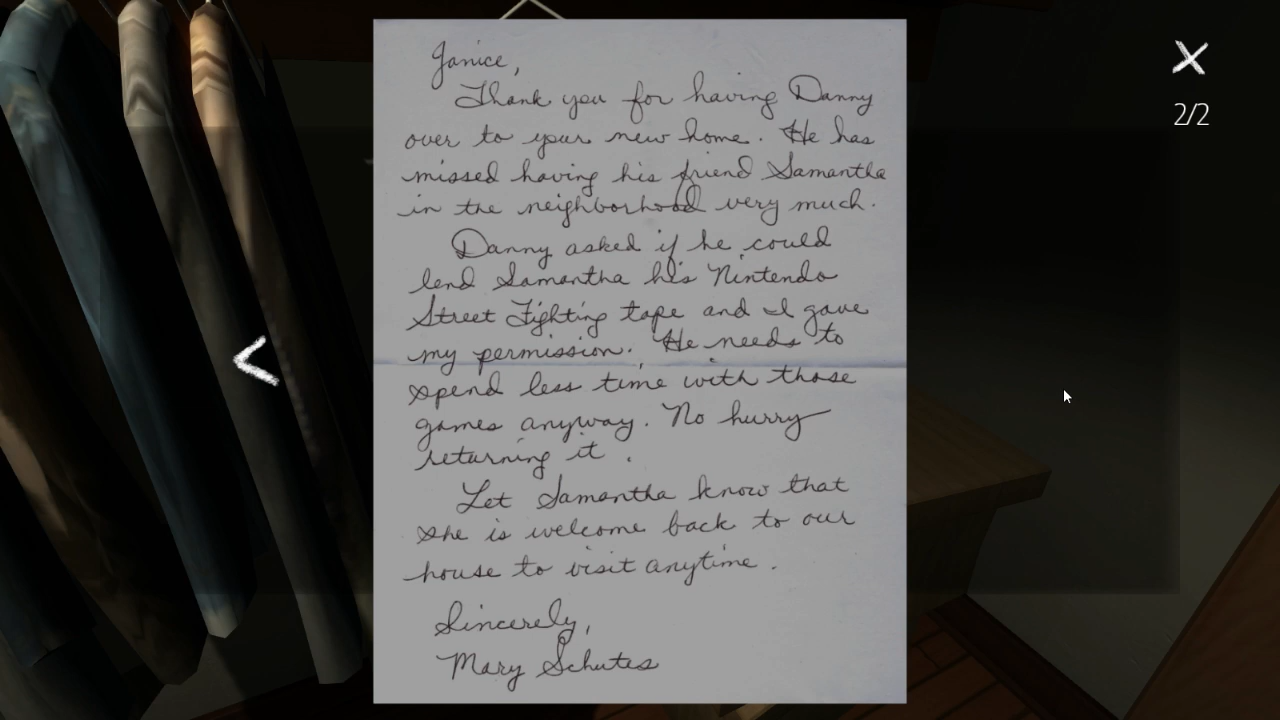 Janice,
Thank you for having Danny
over to your new home. He has
missed having his friend Samantha
in the neighborhood very much.
Danny asked if he could
lend Samantha his Nintendo
Street Fighting tape and I gave
my permission. He needs to
spend less time with those
games anyway. No hurry
returning it.
Let Samantha know that
she is welcome back to our
house to visit anytime.
Sincerely,
Mary Schutes
2/2